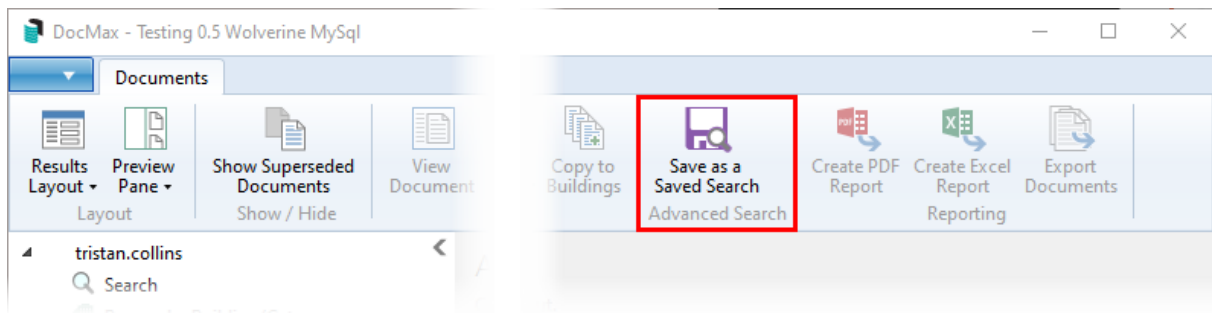 DocMax - Testing 0.5 Wolverine MySql
Documents
Results Layout
Preview Pane
Show Superseded Documents
View Document
Copy to Buildings
Save as a Saved Search
Create PDF Report
Create Excel Report
Export Documents
Layout
Show / Hide
Advanced Search
Reporting
tristan.collins
Search